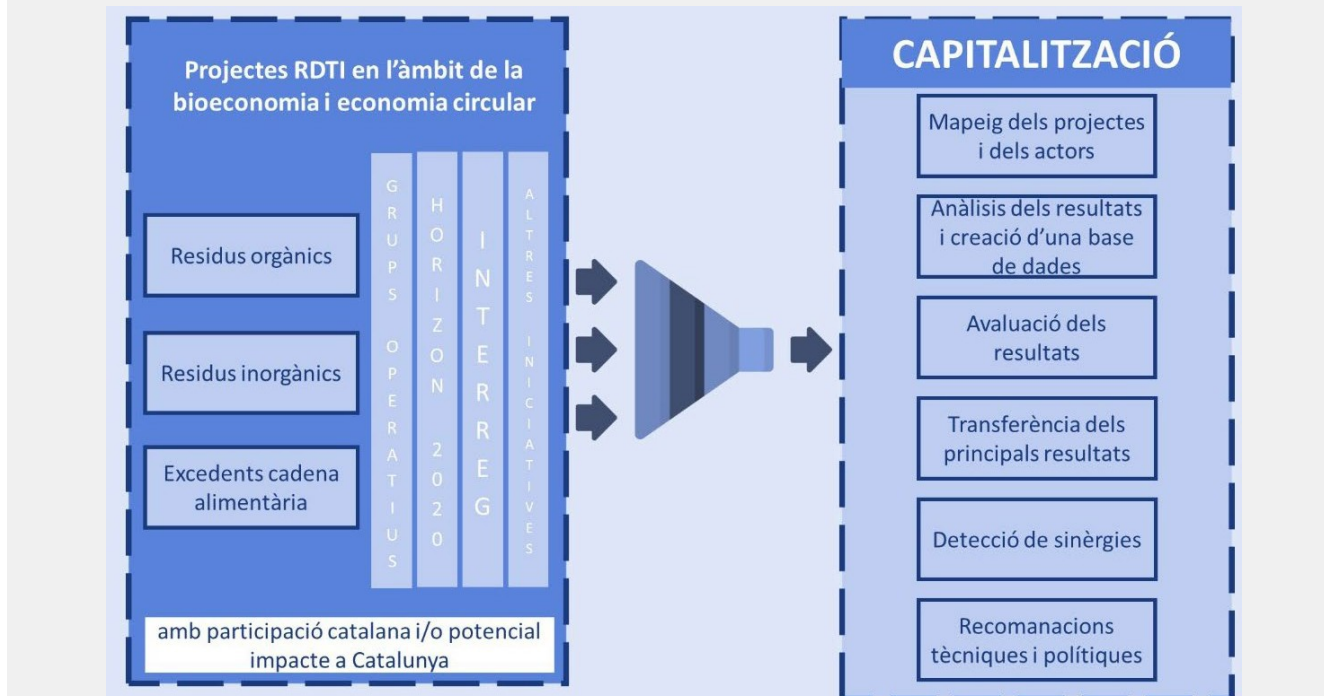 Projectes RDTI en l'àmbit de la
bioeconomia i economia circular
Residus orgànics
Residus inorgànics
Excedents cadena
alimentària
GRUPS OPERATIUS
HORIZON 2020
INTERREG
ALTRES INICIATIVES
amb participació catalana i/o potencial
impacte a Catalunya
CAPITALITZACIÓ
Mapeig dels projectes
i dels actors
Anàlisis dels resultats
i creació d'una base
de dades
Avaluació dels
resultats
Transferència dels
principals resultats
Detecció de sinèrgies
Recomanacions
tècniques i polítiques